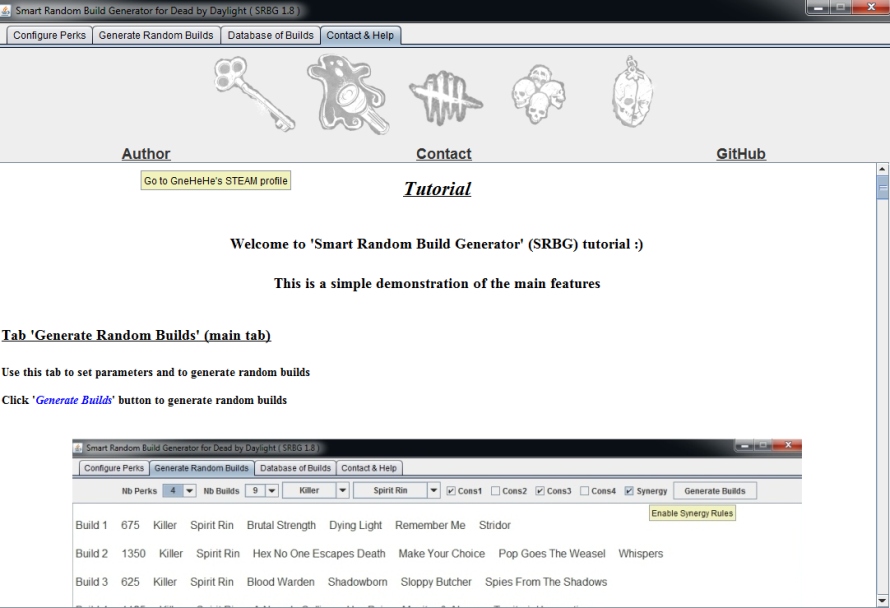 Smart Random Build Generator for Dead by Daylight ( SRBG 1.8 )
Configure Perks Generate Random Builds Database of Builds Contact & Help
Author Contact GitHub
Go to GneHeHe's STEAM profile
Tutorial
Welcome to 'Smart Random Build Generator' (SRBG) tutorial :)
This is a simple demonstration of the main features
Tab 'Generate Random Builds' (main tab)
Use this tab to set parameters and to generate random builds
Click 'Generate Builds' button to generate random builds
Smart Random Build Generator for Dead by Daylight ( SRBG 1.8 )
Configure Perks Generate Random Builds Database of Builds Contact & Help
Nb Perks 4 Nb Builds 9 Killer Spirit Rin Cons1 Cons2 Cons3 Cons4 Synergy Generate Builds
Enable Synergy Rules
Build 1 675 Killer Spirit Rin Brutal Strength Dying Light Remember Me Stridor
Build 2 1350 Killer Spirit Rin Hex No One Escapes Death Make Your Choice Pop Goes The Weasel Whispers
Build 3 625 Killer Spirit Rin Blood Warden Shadowborn Sloppy Butcher Spies From The Shadows